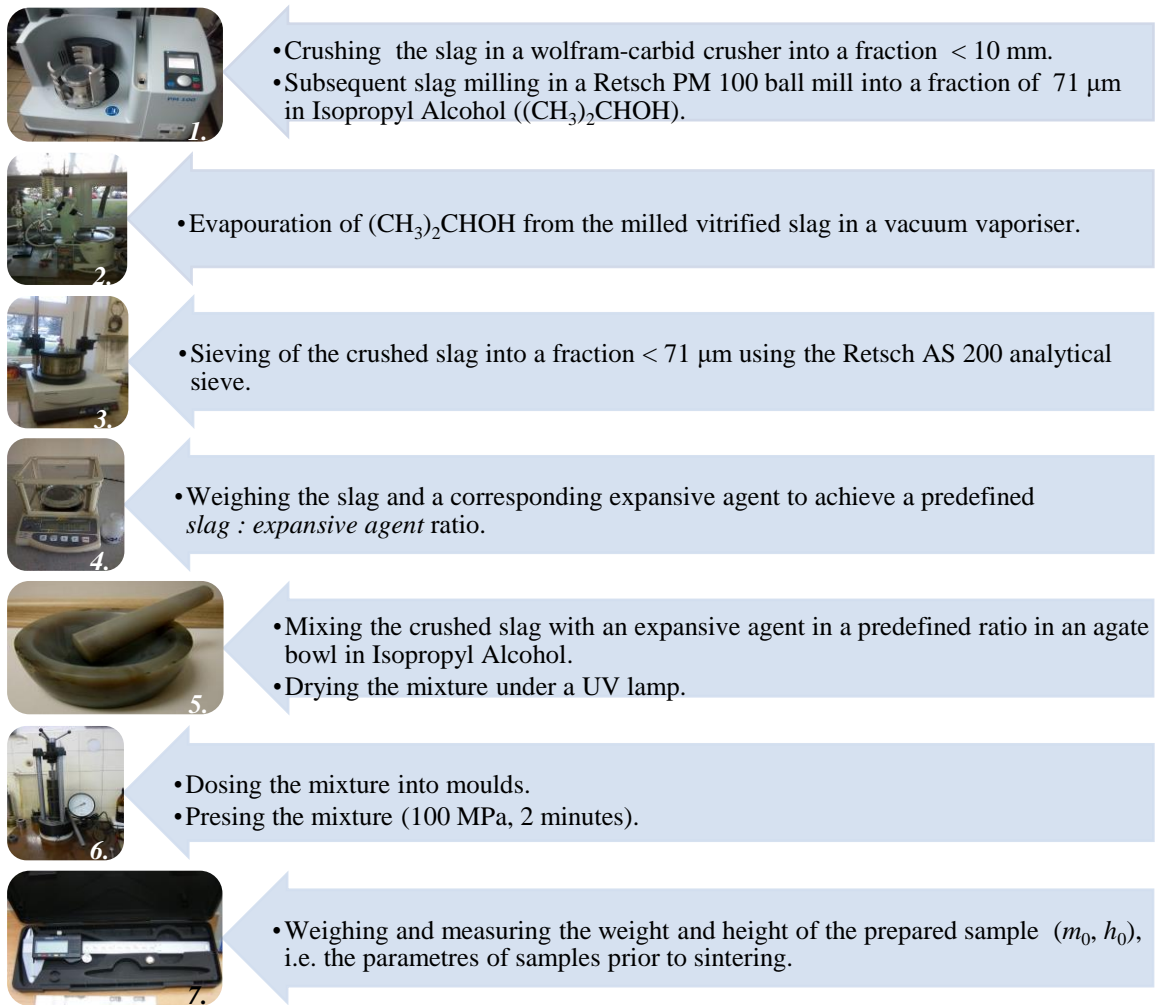 PM 100
1.
•Crushing the slag in a wolfram-carbid crusher into a fraction < 10 mm.
•Subsequent slag milling in a Retsch PM 100 ball mill into a fraction of 71 μm
in Isopropyl Alcohol ((CH₃)₂CHOH).
2.
•Evapouration of (CH₃)₂CHOH from the milled vitrified slag in a vacuum vaporiser.
3.
•Sieving of the crushed slag into a fraction < 71 μm using the Retsch AS 200 analytical
sieve.
4.
•Weighing the slag and a corresponding expansive agent to achieve a predefined
slag : expansive agent ratio.
5.
•Mixing the crushed slag with an expansive agent in a predefined ratio in an agate
bowl in Isopropyl Alcohol.
•Drying the mixture under a UV lamp.
6.
•Dosing the mixture into moulds.
•Presing the mixture (100 MPa, 2 minutes).
7.
•Weighing and measuring the weight and height of the prepared sample (m₀, h₀),
i.e. the parametres of samples prior to sintering.